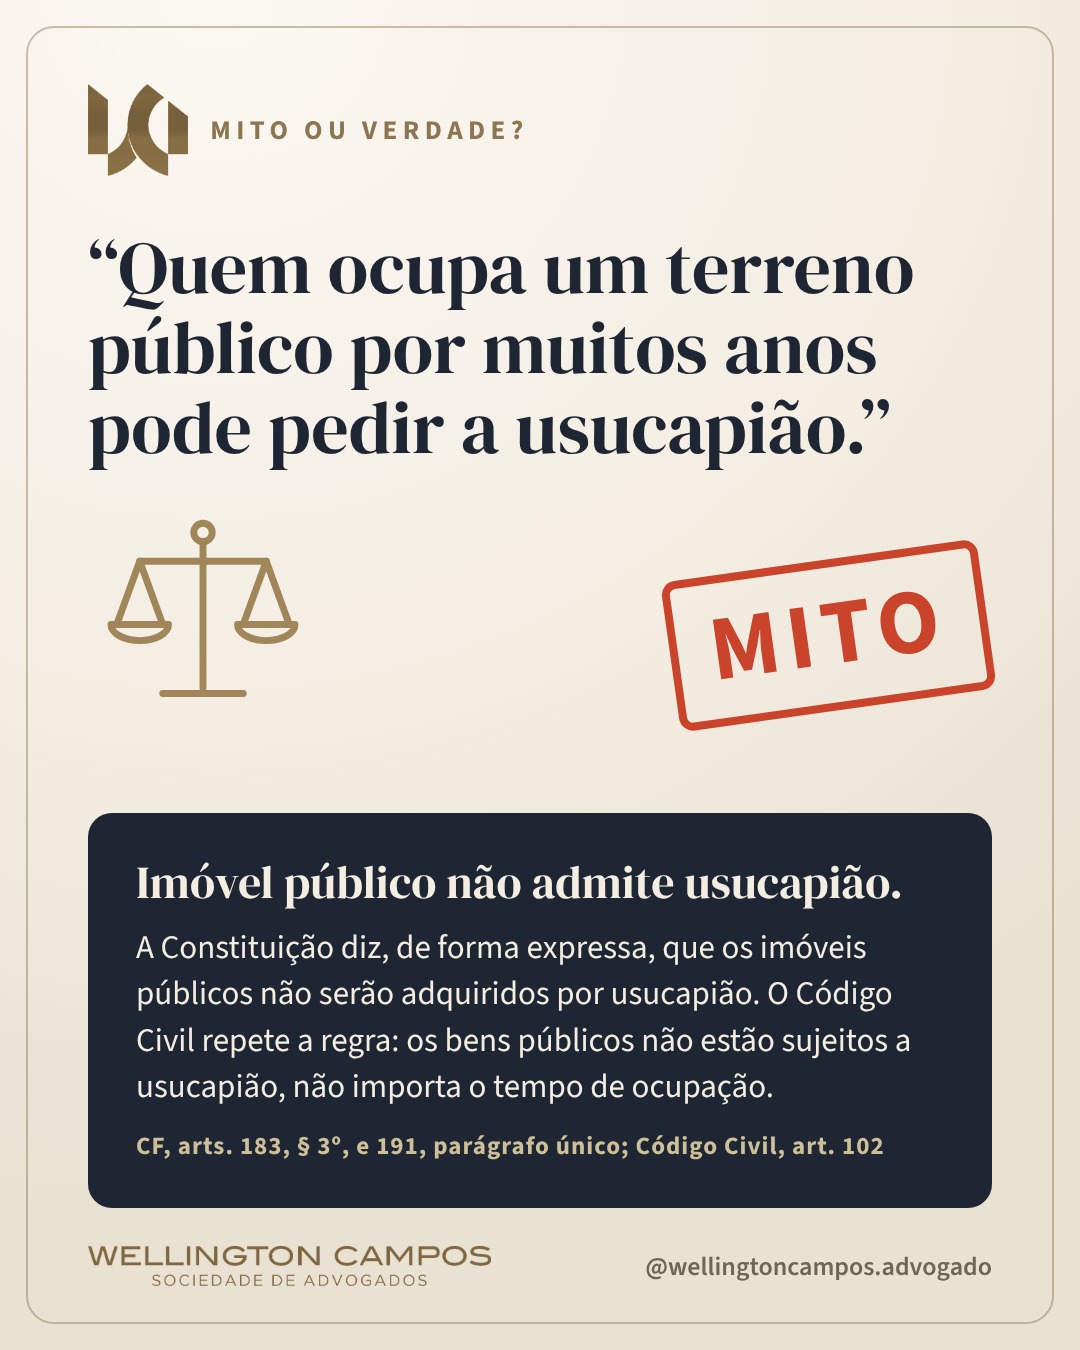 MITO OU VERDADE?
“Quem ocupa um terreno
público por muitos anos
pode pedir a usucapião.”
MITO
Imóvel público não admite usucapião.
A Constituição diz, de forma expressa, que os imóveis
públicos não serão adquiridos por usucapião. O Código
Civil repete a regra: os bens públicos não estão sujeitos a
usucapião, não importa o tempo de ocupação.
CF, arts. 183, § 3º, e 191, parágrafo único; Código Civil, art. 102
WELLINGTON CAMPOS
SOCIEDADE DE ADVOGADOS
@wellingtoncampos.advogado